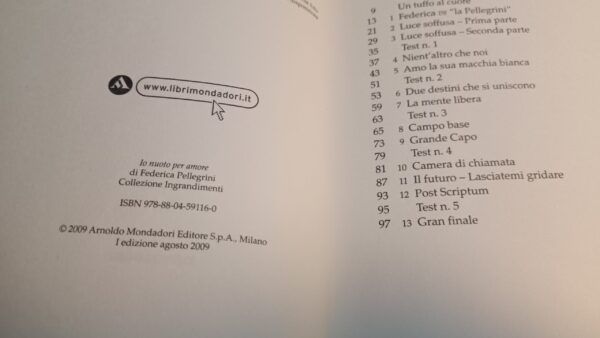 www.librimondadori.it
Io nuoto per amore
di Federica Pellegrini
Collezione Ingrandimenti
ISBN 978-88-04-59116-0
© 2009 Arnoldo Mondadori Editore S.p.A., Milano
I edizione agosto 2009
9 Un tuffo al cuore
13 1 Federica in "la Pellegrini"
21 2 Luce soffusa – Prima parte
29 3 Luce soffusa – Seconda parte
35 Test n. 1
37 4 Nient'altro che noi
43 5 Amo la sua macchia bianca
51 Test n. 2
53 6 Due destini che si uniscono
59 7 La mente libera
63 Test n. 3
65 8 Campo base
73 9 Grande Capo
79 Test n. 4
81 10 Camera di chiamata
87 11 Il futuro – Lasciatemi gridare
93 12 Post Scriptum
95 Test n. 5
97 13 Gran finale